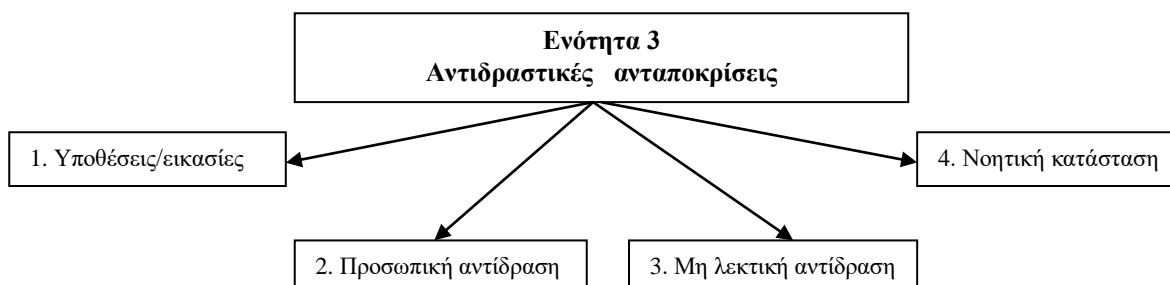 Ενότητα 3
Αντιδραστικές ανταποκρίσεις
1. Υποθέσεις/εικασίες
4. Νοητική κατάσταση
2. Προσωπική αντίδραση
3. Μη λεκτική αντίδραση